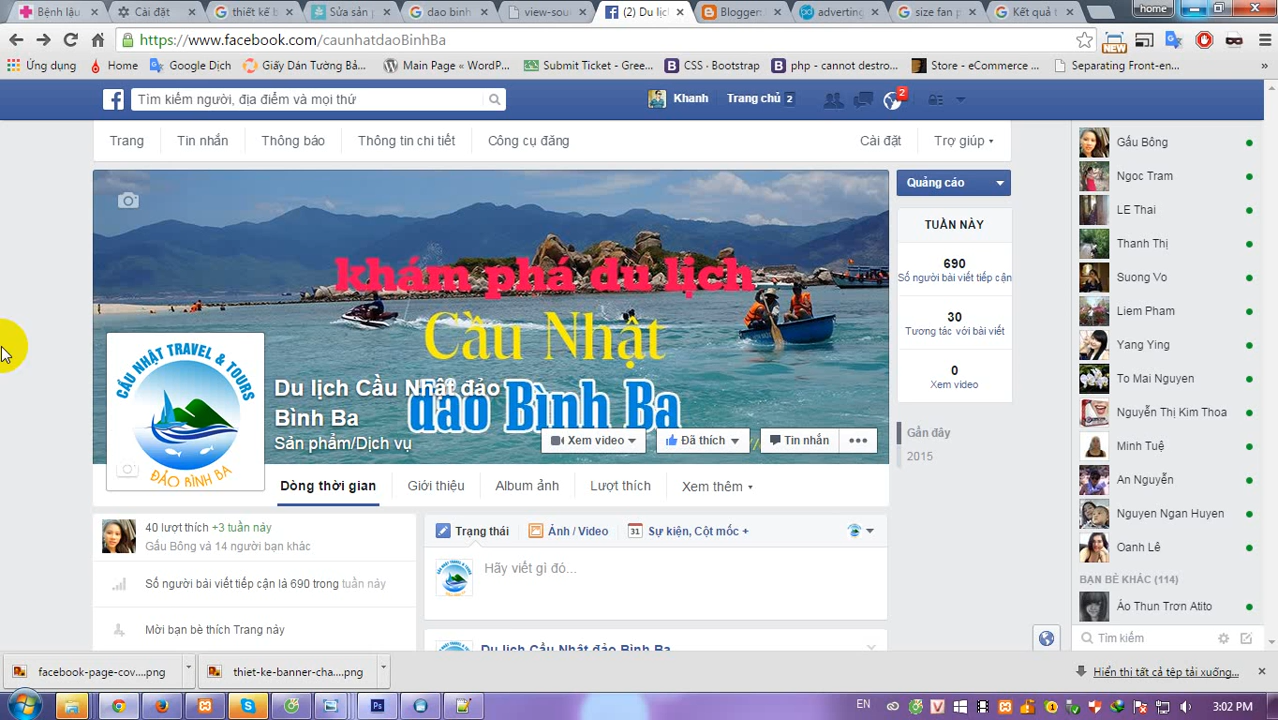 Bệnh lậu
Cài đặt
thiết kế b
Sửa sản p
dao binh
view-sour
(2) Du lịch
Blogger:
adverting
size fan p
Kết quả t
home
https://www.facebook.com/caunhatdaoBinhBa
NEW
Ứng dụng
Home
Google Dịch
Giấy Dán Tường Bả...
Main Page « WordP...
Submit Ticket - Gree...
CSS · Bootstrap
php - cannot destro...
Store - eCommerce ...
Separating Front-en...
»
Tìm kiếm người, địa điểm và mọi thứ
Khanh
Trang chủ 2
2
Trang
Tin nhắn
Thông báo
Thông tin chi tiết
Công cụ đăng
Cài đặt
Trợ giúp
khám phá du lịch
Cầu Nhật
đảo Bình Ba
CẦU NHẬT TRAVEL & TOURS
ĐẢO BÌNH BA
Du lịch Cầu Nhật đảo
Bình Ba
Sản phẩm/Dịch vụ
Xem video
Đã thích
Tin nhắn
•••
Dòng thời gian
Giới thiệu
Album ảnh
Lượt thích
Xem thêm
Quảng cáo
TUẦN NÀY
690
Số người bài viết tiếp cận
30
Tương tác với bài viết
0
Xem video
Gần đây
2015
40 lượt thích +3 tuần này
Gấu Bông và 14 người bạn khác
Số người bài viết tiếp cận là 690 trong tuần này
Mời bạn bè thích Trang này
Trạng thái
Ảnh / Video
31
Sự kiện, Cột mốc +
Hãy viết gì đó...
Du lịch Cầu Nhật đảo Bình Ba
Gấu Bông
Ngoc Tram
LE Thai
Thanh Thị
Suong Vo
Liem Pham
Yang Ying
To Mai Nguyen
Nguyễn Thị Kim Thoa
Minh Tuệ
An Nguyễn
Nguyen Ngan Huyen
Oanh Lê
BẠN BÈ KHÁC (114)
Áo Thun Trơn Atito
Tìm kiếm
facebook-page-cov....png
thiet-ke-banner-cha....png
Hiển thị tất cả tệp tải xuống...
EN
3:02 PM